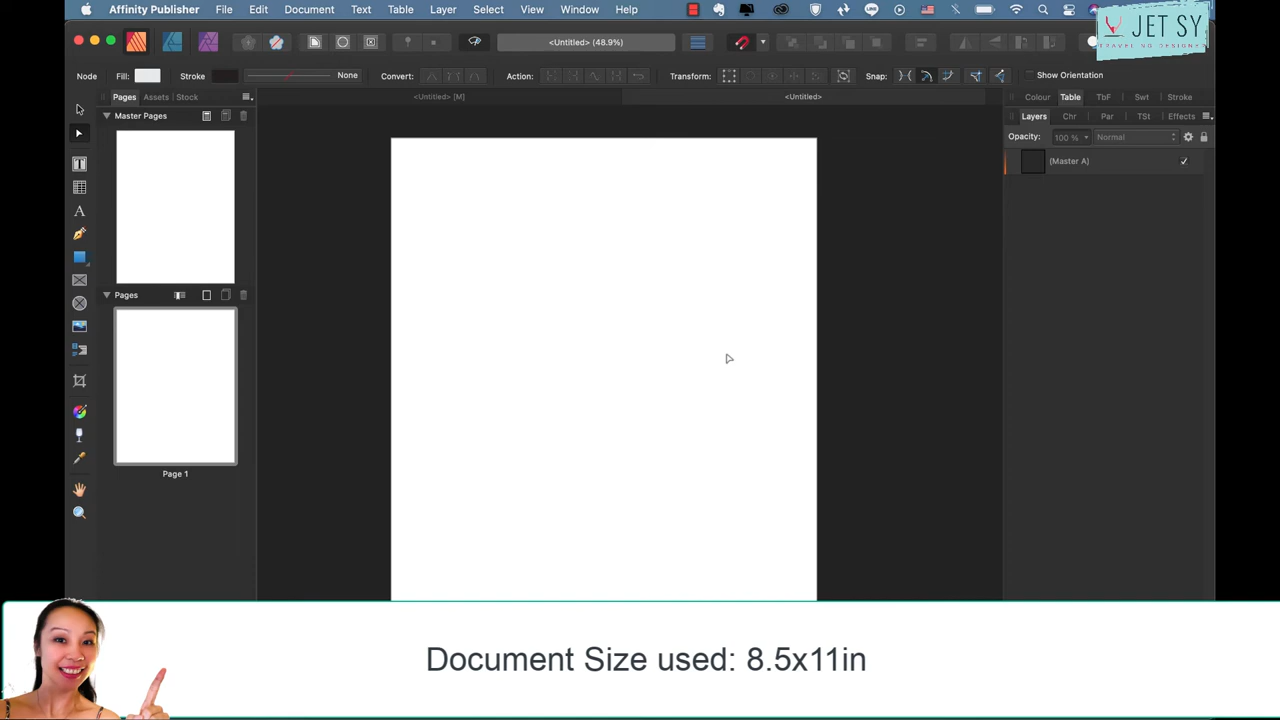 Affinity Publisher File Edit Document Text Table Layer Select View Window Help
JET SY
TRAVELING DESIGNER
<Untitled> (48.9%)
Node Fill: Stroke None Convert: Action: Transform: Snap: Show Orientation
Pages Assets Stock
<Untitled> [M]
<Untitled>
Colour Table TbF Swt Stroke
Master Pages
Layers Chr Par TSt Effects
Opacity: 100 % Normal
(Master A)
Pages
Page 1
Document Size used: 8.5x11in